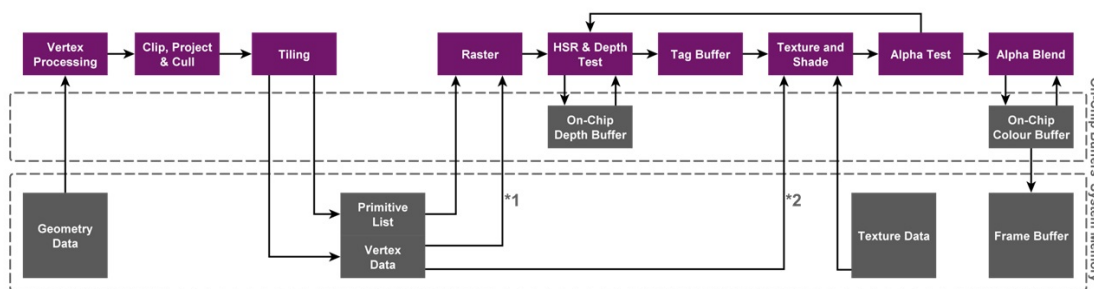 Vertex
Processing
Clip, Project
& Cull
Tiling
Raster
HSR & Depth
Test
Tag Buffer
Texture and
Shade
Alpha Test
Alpha Blend
On-Chip
Depth Buffer
On-Chip
Colour Buffer
Geometry
Data
Primitive
List
Vertex
Data
*1
*2
Texture Data
Frame Buffer
System Memory